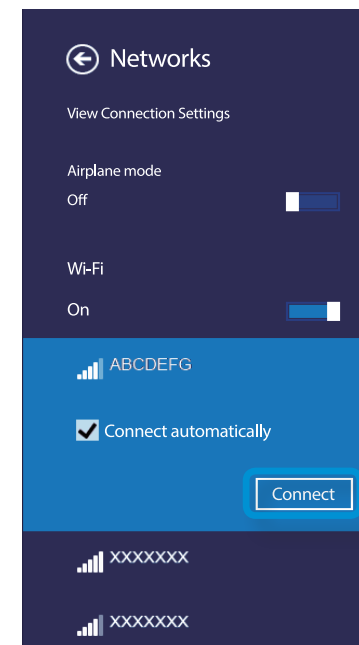 Networks
View Connection Settings
Airplane mode
Off
Wi-Fi
On
ABCDEFG
Connect automatically
Connect
XXXXXXX
XXXXXXX